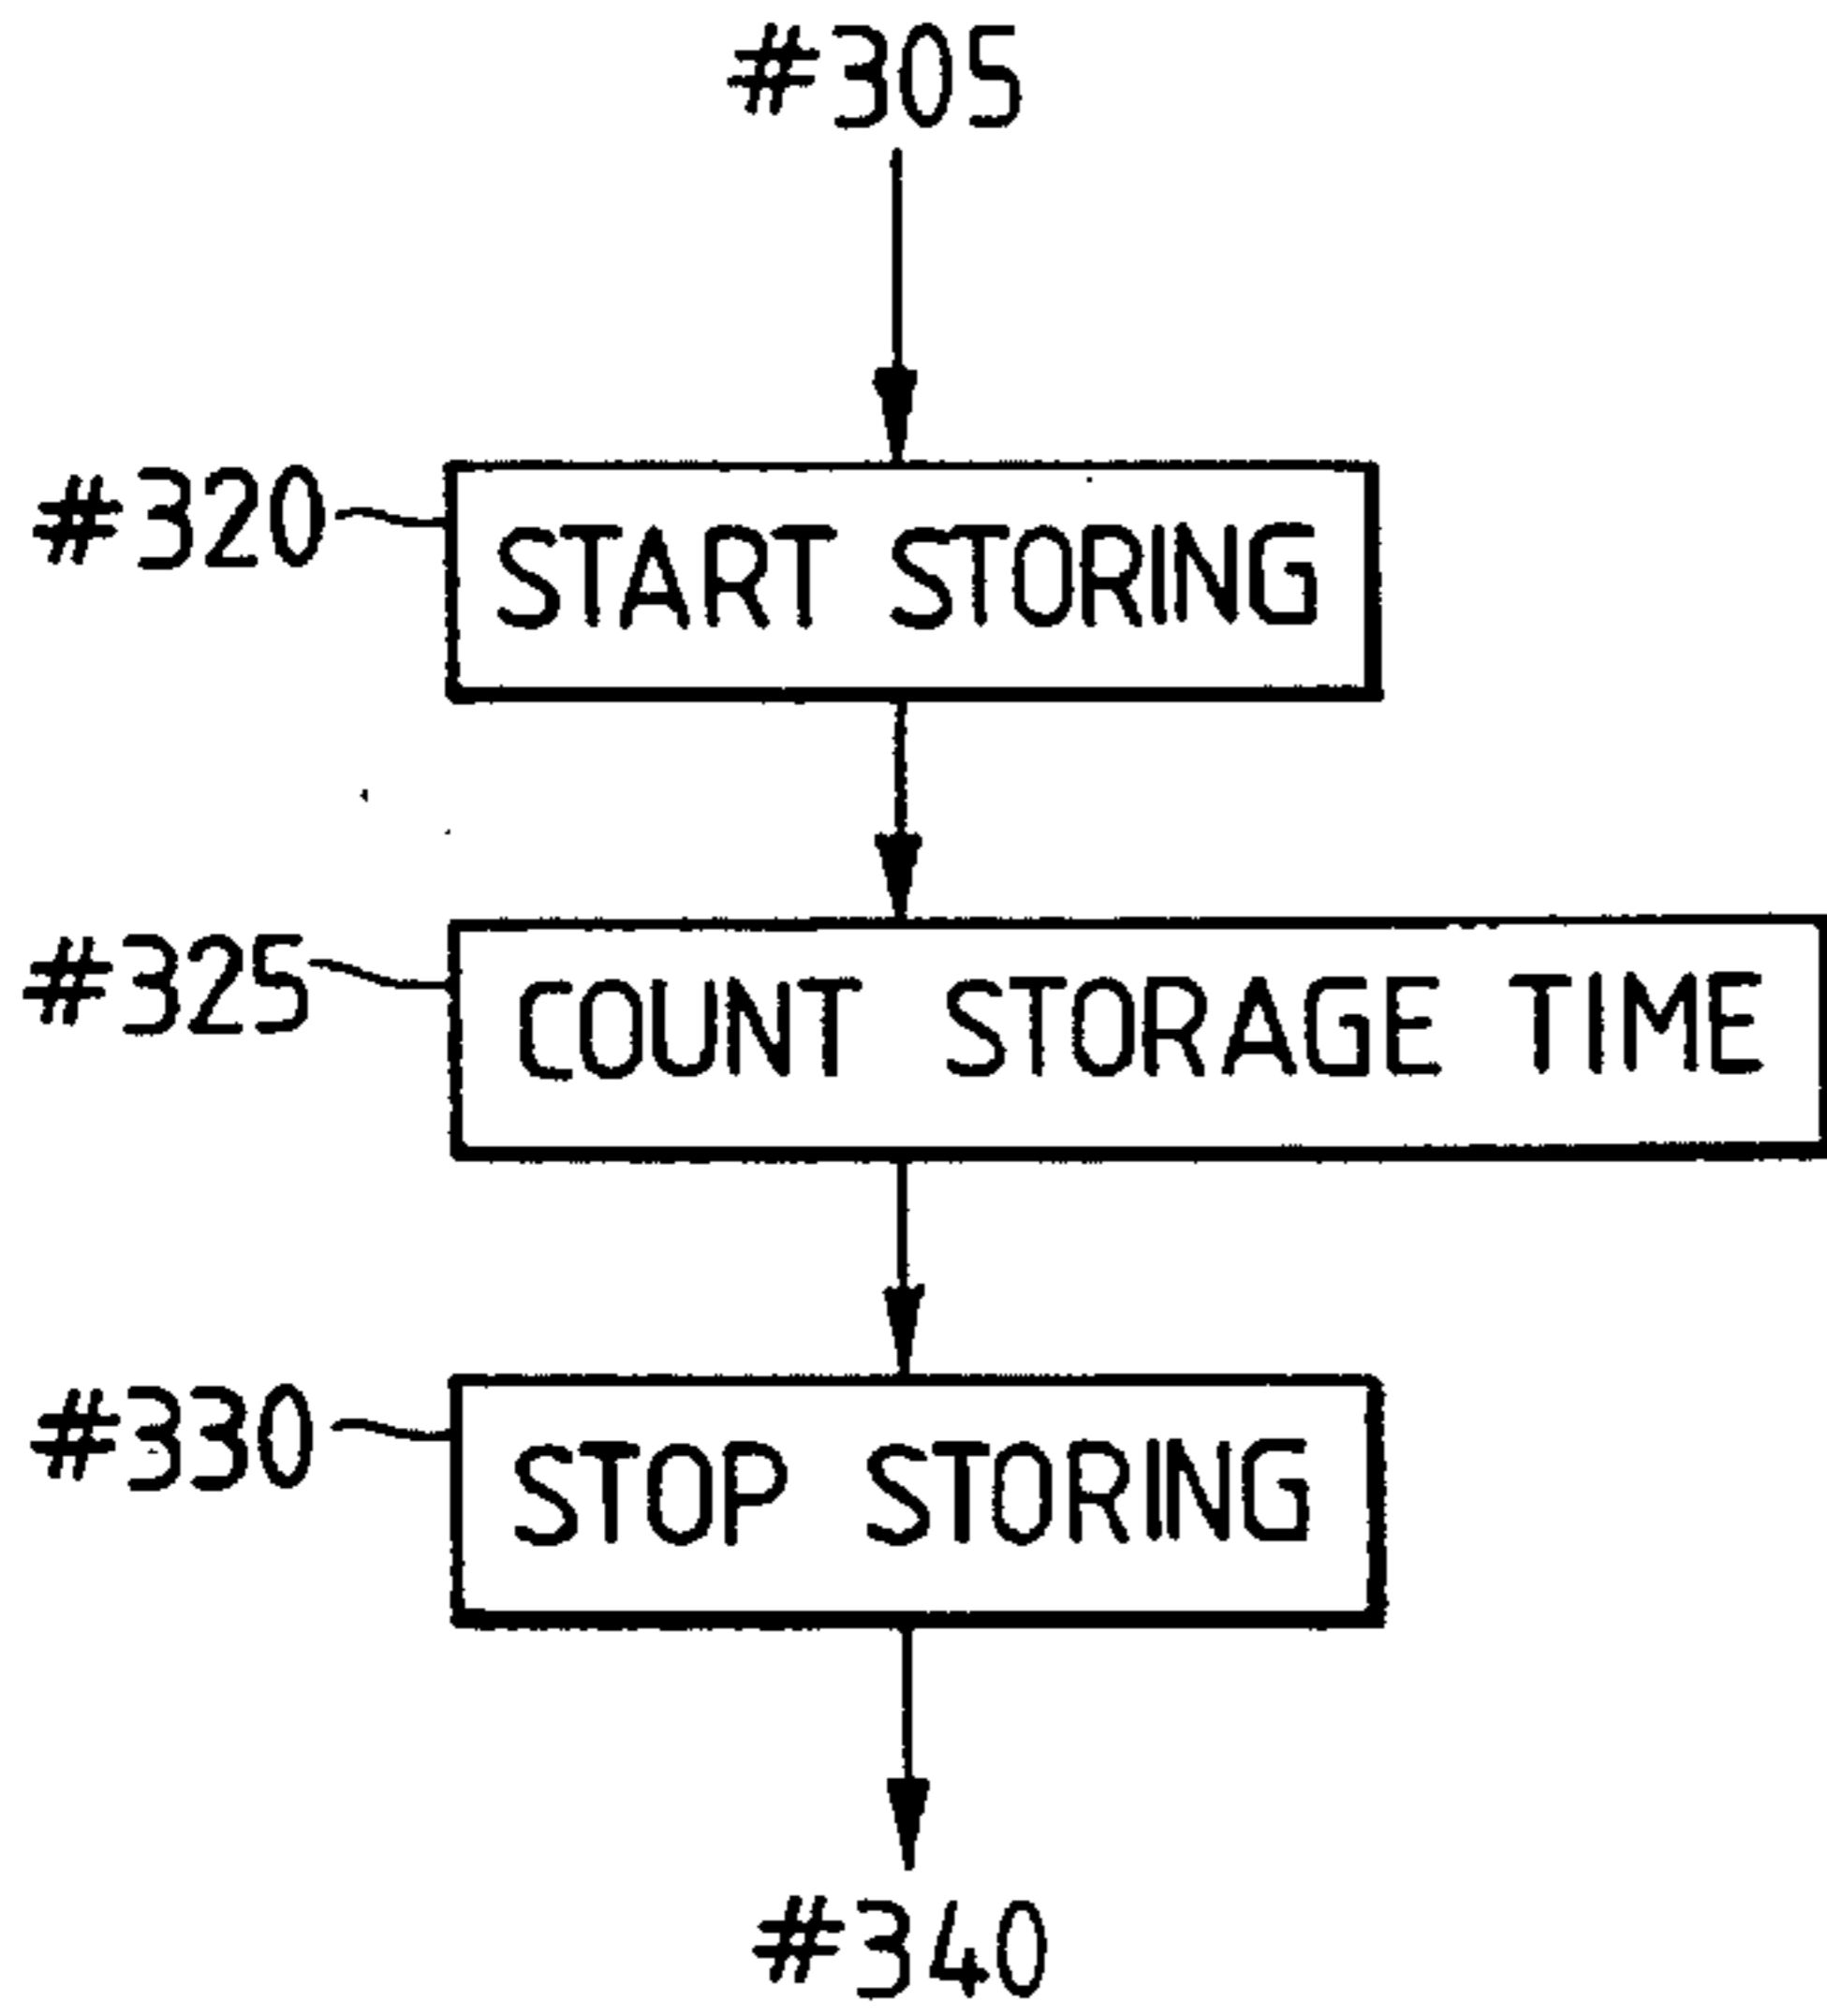 #305
#320
START STORING
#325
COUNT STORAGE TIME
#330
STOP STORING
#340